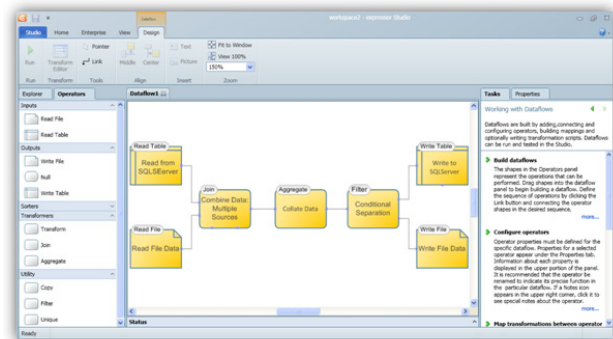 Dataflow
workspace2 - expressor Studio
Studio Home Enterprise View Design
Run
Transform Editor
Pointer
Link
Middle Center
Text
Picture
Fit to Window
View 100%
150%
Run Transform Tools Align Insert Zoom
Explorer Operators
Dataflow1
Tasks Properties
Inputs
Read File
Read Table
Outputs
Write File
Null
Write Table
Sorters
Transformers
Transform
Join
Aggregate
Utility
Copy
Filter
Unique
Read Table
Read from
SQLSEerver
Read File
Read File Data
Join
Combine Data:
Multiple
Sources
Aggregate
Collate Data
Filter
Conditional
Separation
Write Table
Write to
SQLServer
Write File
Write File Data
Status
Working with Dataflows
Dataflows are built by adding,connecting and
configuring operators, building mappings and
optionally writing transformation scripts. Dataflows
can be run and tested in the Studio.
Build dataflows
The shapes in the Operators panel
represent the operations that can be
performed. Drag shapes into the dataflow
panel to begin building a dataflow. Define
the sequence of operations by clicking the
Link button and connecting the operator
shapes in the desired sequence.
more...
Configure operators
Operator properties must be defined for the
specific dataflow. Properties for a selected
operator appear under the Properties tab.
Information about each property is
displayed in the upper portion of the panel.
It is recommended that the operator be
renamed to indicate its precise function in
the particular dataflow. If a Notes icon
appears in the upper right corner, click it to
see special notes about the operator.
more...
Map transformations between operator
Ready